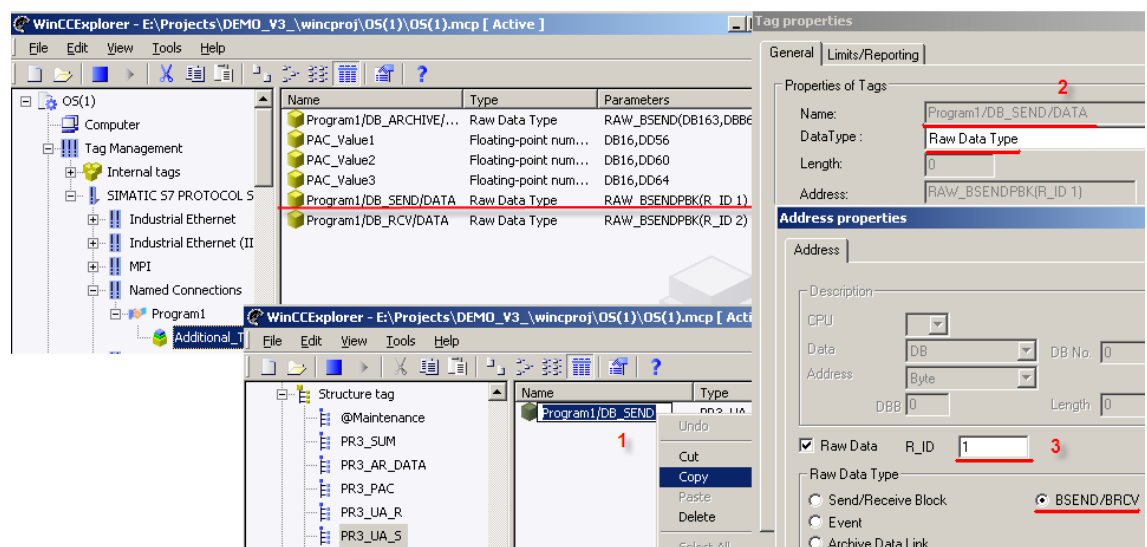 WinCCExplorer - E:\Projects\DEMO_V3_\wincproj\OS(1)\OS(1).mcp [ Active ]
File Edit View Tools Help
OS(1)
Computer
Tag Management
Internal tags
SIMATIC S7 PROTOCOL S
Industrial Ethernet
Industrial Ethernet (II
MPI
Named Connections
Program1
Additional_T
Name Type Parameters
Program1/DB_ARCHIVE/... Raw Data Type RAW_BSEND(DB163,DBB6
PAC_Value1 Floating-point num... DB16,DD56
PAC_Value2 Floating-point num... DB16,DD60
PAC_Value3 Floating-point num... DB16,DD64
Program1/DB_SEND/DATA Raw Data Type RAW_BSENDPBK(R_ID 1)
Program1/DB_RCV/DATA Raw Data Type RAW_BSENDPBK(R_ID 2)
WinCCExplorer - E:\Projects\DEMO_V3_\wincproj\OS(1)\OS(1).mcp [ Acti
File Edit View Tools Help
Structure tag
@Maintenance
PR3_SUM
PR3_AR_DATA
PR3_PAC
PR3_UA_R
PR3_UA_S
Name Type
Program1/DB_SEND PR3_UA
1
Undo
Cut
Copy
Paste
Delete
Select All
Tag properties
General Limits/Reporting
Properties of Tags
2
Name: Program1/DB_SEND/DATA
DataType : Raw Data Type
Length: 0
Address: RAW_BSENDPBK(R_ID 1)
Address properties
Address
Description
CPU
Data DB DB No. 0
Address Byte
DBB 0 Length 0
Raw Data R_ID 1 3
Raw Data Type
Send/Receive Block BSEND/BRCV
Event
Archive Data Link